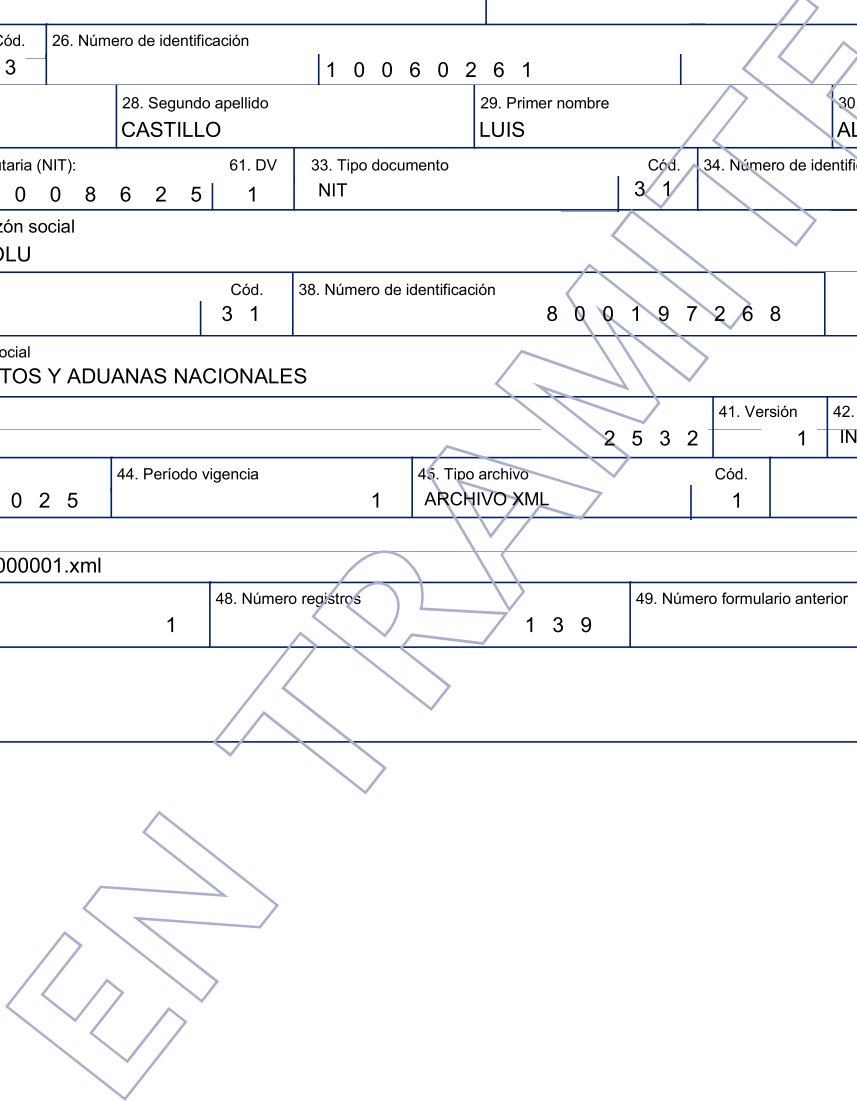 Cód. 26. Número de identificación
3 1 0 0 6 0 2 6 1
28. Segundo apellido 29. Primer nombre 30
CASTILLO LUIS AL
utaria (NIT): 61. DV 33. Tipo documento Cód. 34. Número de identifi
0 0 8 6 2 5 1 NIT 3 1
zón social
OLU
Cód. 38. Número de identificación
3 1 8 0 0 1 9 7 2 6 8
ocial
TOS Y ADUANAS NACIONALES
41. Versión 42.
2 5 3 2 1 IN
44. Período vigencia 45. Tipo archivo Cód.
0 2 5 1 ARCHIVO XML 1
000001.xml
48. Número registros 49. Número formulario anterior
1 1 3 9
EN TRAMITE